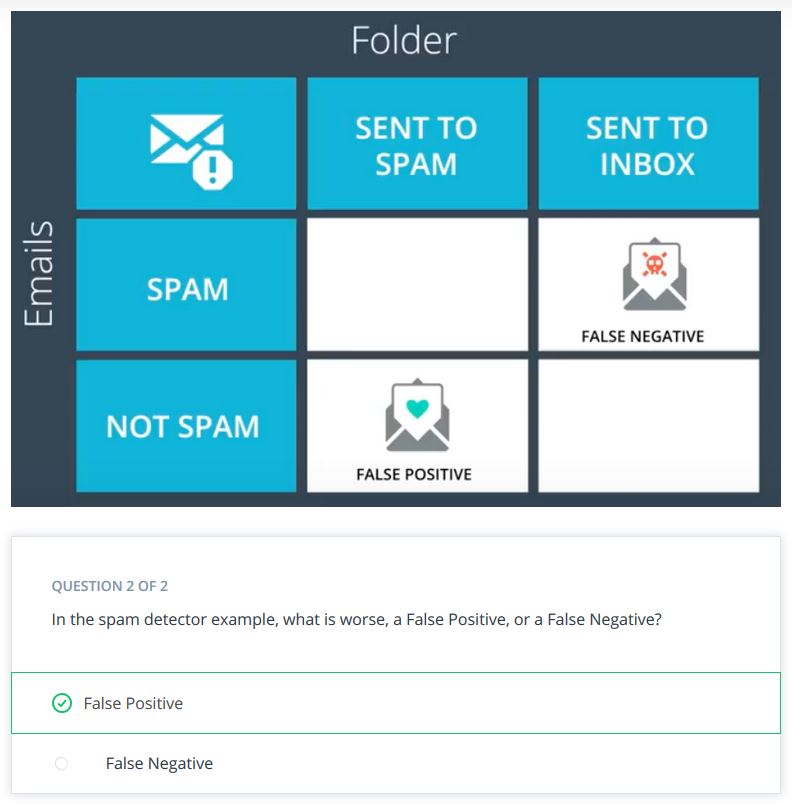 Folder
Emails
SENT TO
SPAM
SENT TO
INBOX
SPAM
FALSE NEGATIVE
NOT SPAM
FALSE POSITIVE
QUESTION 2 OF 2
In the spam detector example, what is worse, a False Positive, or a False Negative?
False Positive
False Negative